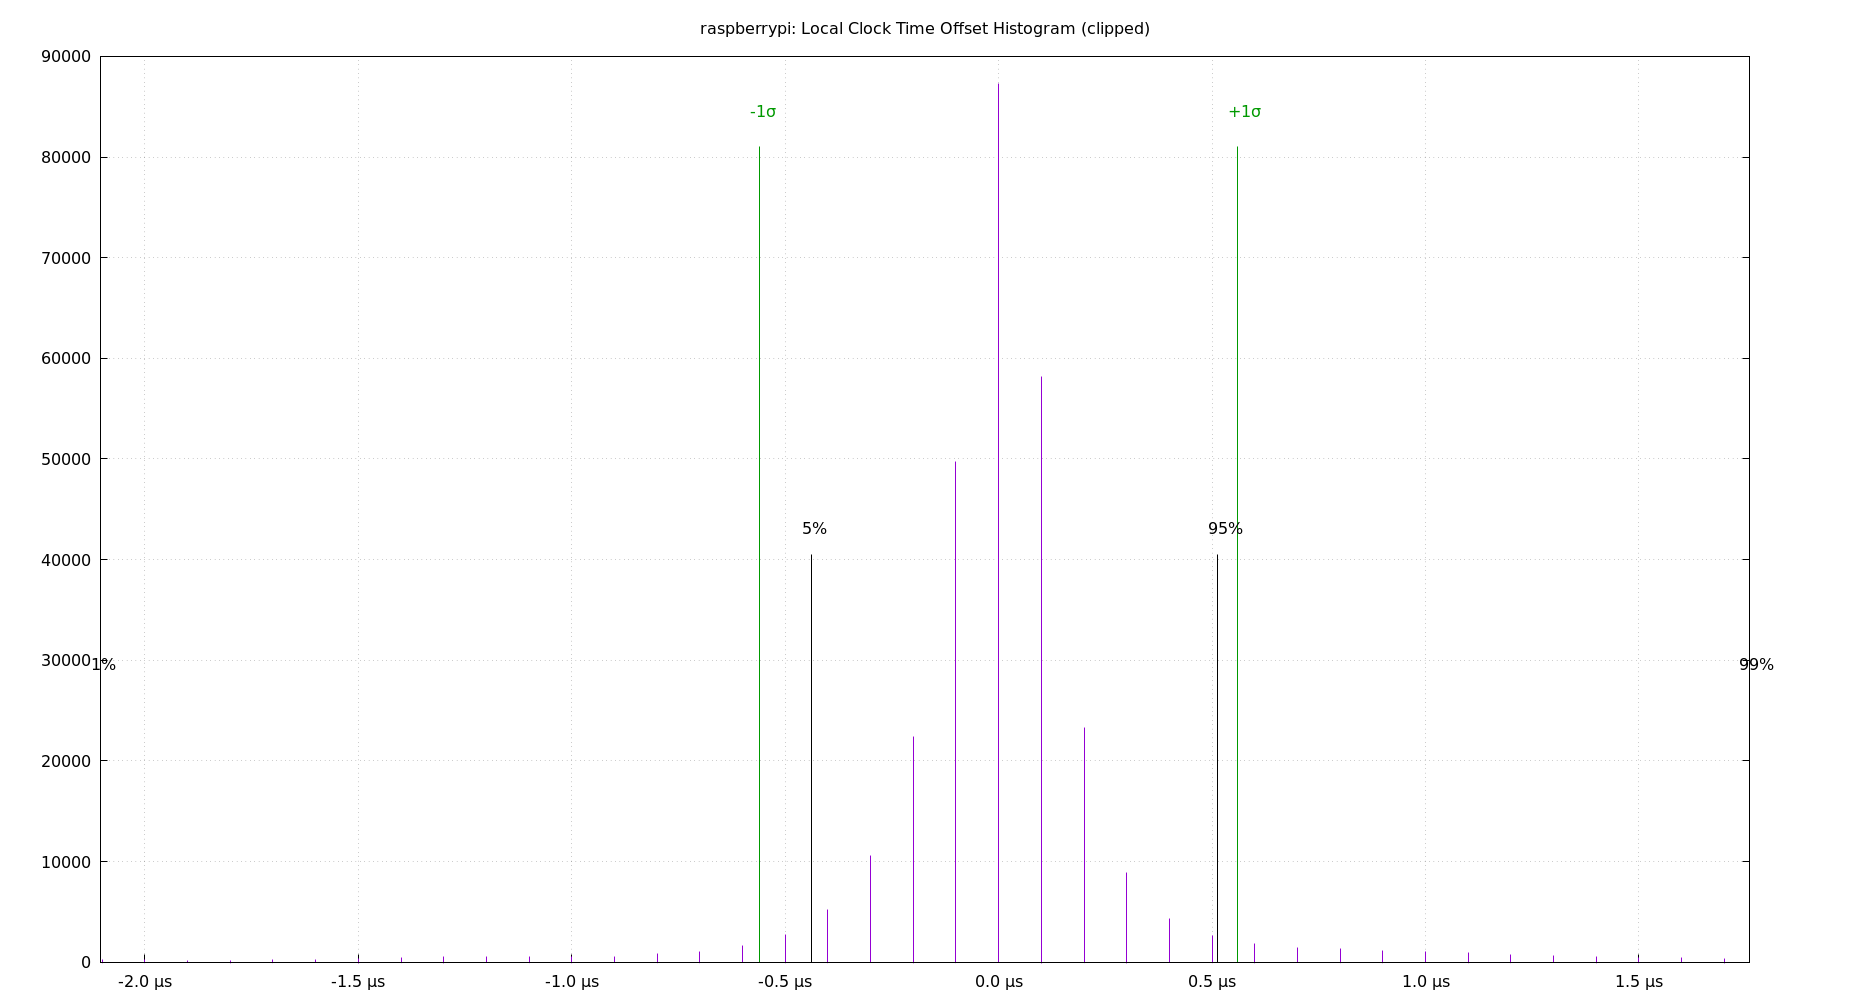 raspberrypi: Local Clock Time Offset Histogram (clipped)
90000
-1σ +1σ
80000
70000
60000
50000
5% 95%
40000
30000 1% 99%
20000
10000
0
-2.0 µs -1.5 µs -1.0 µs -0.5 µs 0.0 µs 0.5 µs 1.0 µs 1.5 µs